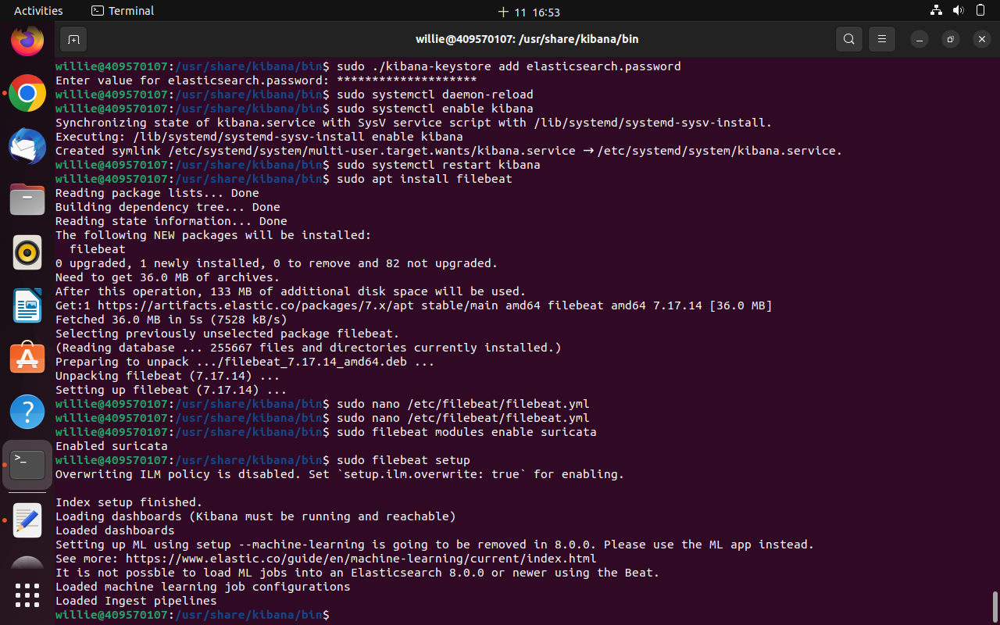 Activities
Terminal
十 11 16:53
willie@409570107: /usr/share/kibana/bin
willie@409570107:/usr/share/kibana/bin$ sudo ./kibana-keystore add elasticsearch.password
Enter value for elasticsearch.password: ********************
willie@409570107:/usr/share/kibana/bin$ sudo systemctl daemon-reload
willie@409570107:/usr/share/kibana/bin$ sudo systemctl enable kibana
Synchronizing state of kibana.service with SysV service script with /lib/systemd/systemd-sysv-install.
Executing: /lib/systemd/systemd-sysv-install enable kibana
Created symlink /etc/systemd/system/multi-user.target.wants/kibana.service → /etc/systemd/system/kibana.service.
willie@409570107:/usr/share/kibana/bin$ sudo systemctl restart kibana
willie@409570107:/usr/share/kibana/bin$ sudo apt install filebeat
Reading package lists... Done
Building dependency tree... Done
Reading state information... Done
The following NEW packages will be installed:
  filebeat
0 upgraded, 1 newly installed, 0 to remove and 82 not upgraded.
Need to get 36.0 MB of archives.
After this operation, 133 MB of additional disk space will be used.
Get:1 https://artifacts.elastic.co/packages/7.x/apt stable/main amd64 filebeat amd64 7.17.14 [36.0 MB]
Fetched 36.0 MB in 5s (7528 kB/s)
Selecting previously unselected package filebeat.
(Reading database ... 255667 files and directories currently installed.)
Preparing to unpack .../filebeat_7.17.14_amd64.deb ...
Unpacking filebeat (7.17.14) ...
Setting up filebeat (7.17.14) ...
willie@409570107:/usr/share/kibana/bin$ sudo nano /etc/filebeat/filebeat.yml
willie@409570107:/usr/share/kibana/bin$ sudo nano /etc/filebeat/filebeat.yml
willie@409570107:/usr/share/kibana/bin$ sudo filebeat modules enable suricata
Enabled suricata
willie@409570107:/usr/share/kibana/bin$ sudo filebeat setup
Overwriting ILM policy is disabled. Set `setup.ilm.overwrite: true` for enabling.
Index setup finished.
Loading dashboards (Kibana must be running and reachable)
Loaded dashboards
Setting up ML using setup --machine-learning is going to be removed in 8.0.0. Please use the ML app instead.
See more: https://www.elastic.co/guide/en/machine-learning/current/index.html
It is not possble to load ML jobs into an Elasticsearch 8.0.0 or newer using the Beat.
Loaded machine learning job configurations
Loaded Ingest pipelines
willie@409570107:/usr/share/kibana/bin$